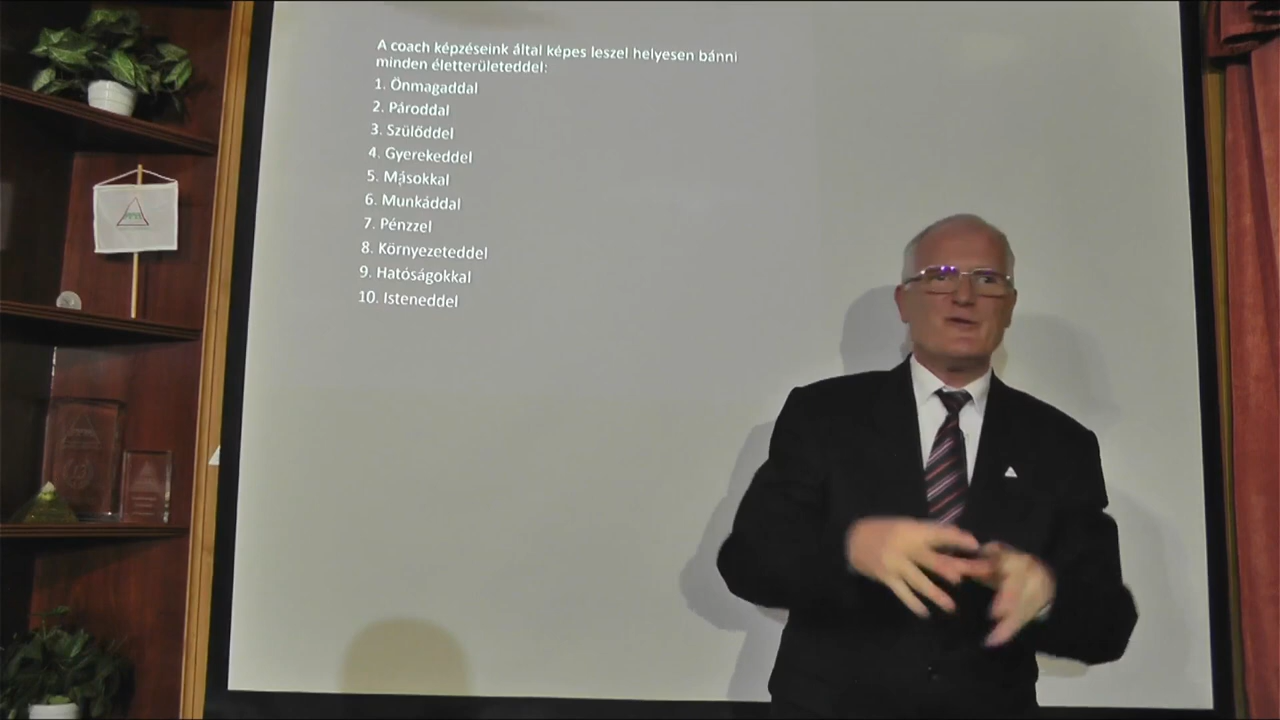 A coach képzéseink által képes leszel helyesen bánni
minden életterületeddel:
1. Önmagaddal
2. Pároddal
3. Szülőddel
4. Gyerekeddel
5. Másokkal
6. Munkáddal
7. Pénzzel
8. Környezeteddel
9. Hatóságokkal
10. Isteneddel